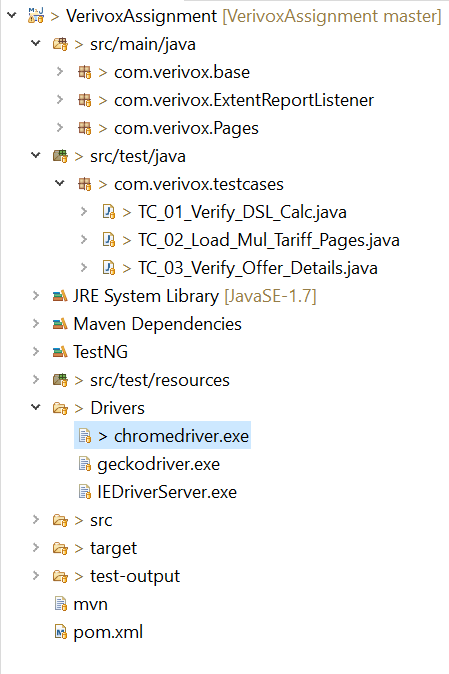 > VerivoxAssignment [VerivoxAssignment master]
> src/main/java
> com.verivox.base
> com.verivox.ExtentReportListener
> com.verivox.Pages
> src/test/java
> com.verivox.testcases
> TC_01_Verify_DSL_Calc.java
> TC_02_Load_Mul_Tariff_Pages.java
> TC_03_Verify_Offer_Details.java
JRE System Library [JavaSE-1.7]
Maven Dependencies
TestNG
> src/test/resources
> Drivers
> chromedriver.exe
geckodriver.exe
IEDriverServer.exe
> src
> target
> test-output
mvn
pom.xml